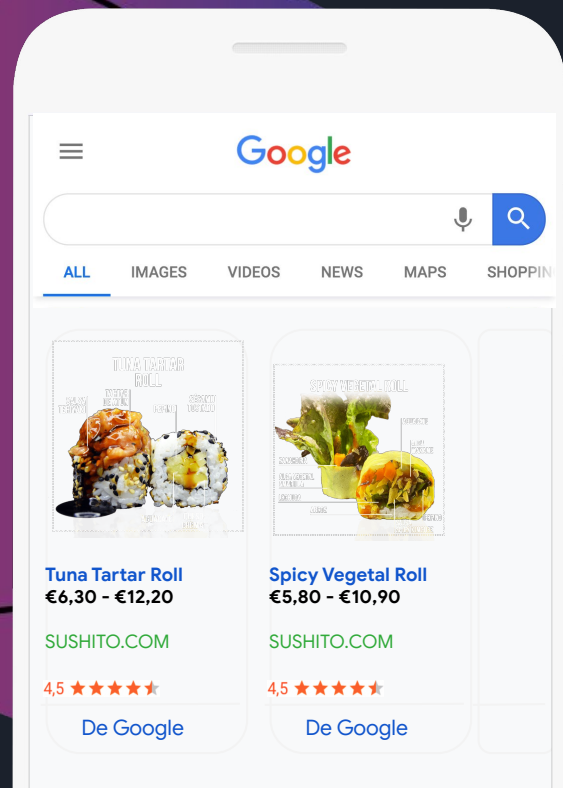 Google
ALL IMAGES VIDEOS NEWS MAPS SHOPPIN
TUNA TARTAR
ROLL
SPICY VEGETAL ROLL
Tuna Tartar Roll
€6,30 - €12,20
SUSHITO.COM
4,5
De Google
Spicy Vegetal Roll
€5,80 - €10,90
SUSHITO.COM
4,5
De Google